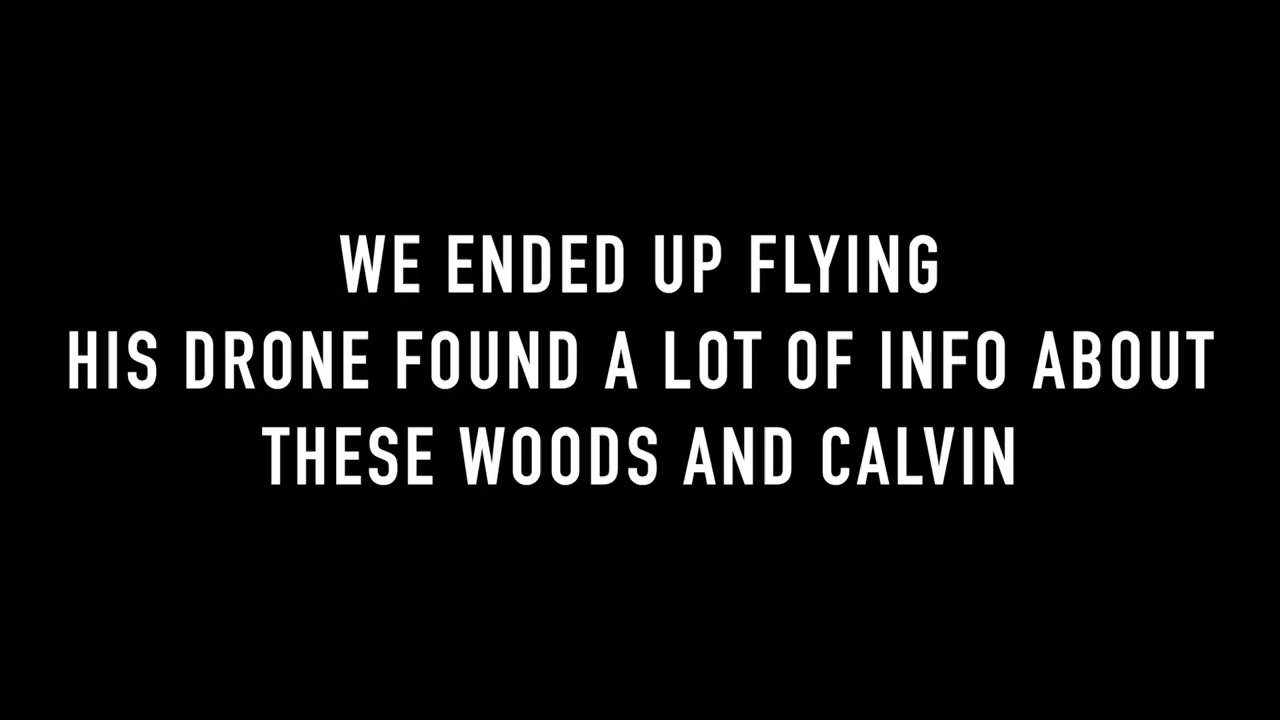 WE ENDED UP FLYING
HIS DRONE FOUND A LOT OF INFO ABOUT
THESE WOODS AND CALVIN